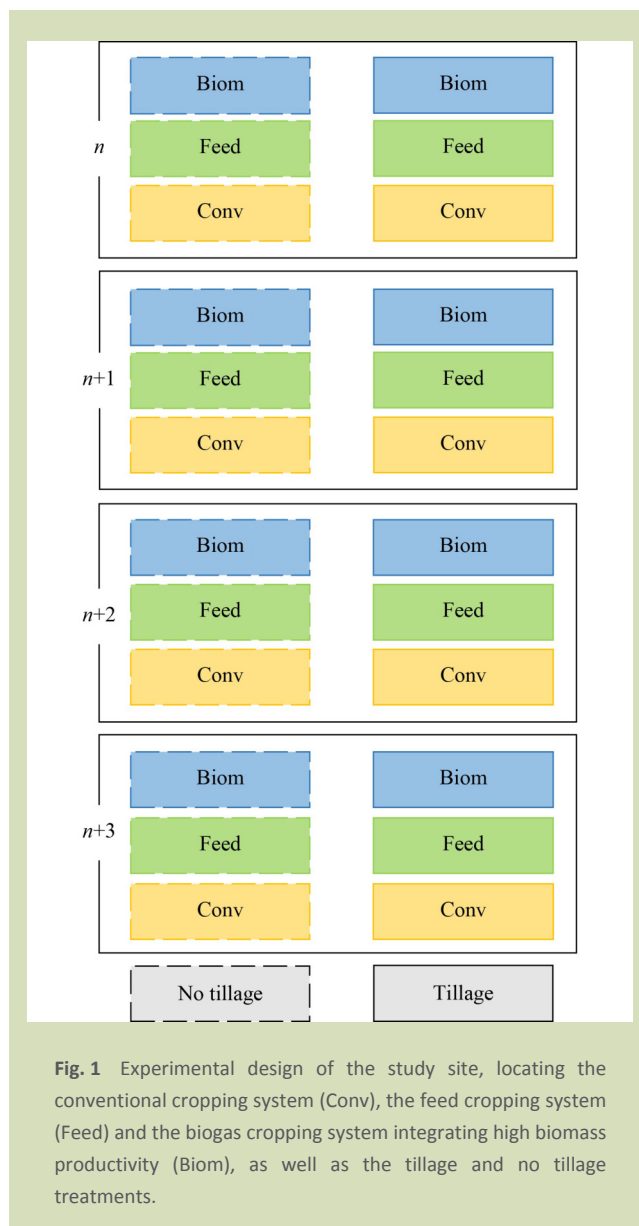 Biom Biom
n Feed Feed
Conv Conv
Biom Biom
n+1 Feed Feed
Conv Conv
Biom Biom
n+2 Feed Feed
Conv Conv
Biom Biom
n+3 Feed Feed
Conv Conv
No tillage Tillage
Fig. 1 Experimental design of the study site, locating the
conventional cropping system (Conv), the feed cropping system
(Feed) and the biogas cropping system integrating high biomass
productivity (Biom), as well as the tillage and no tillage
treatments.